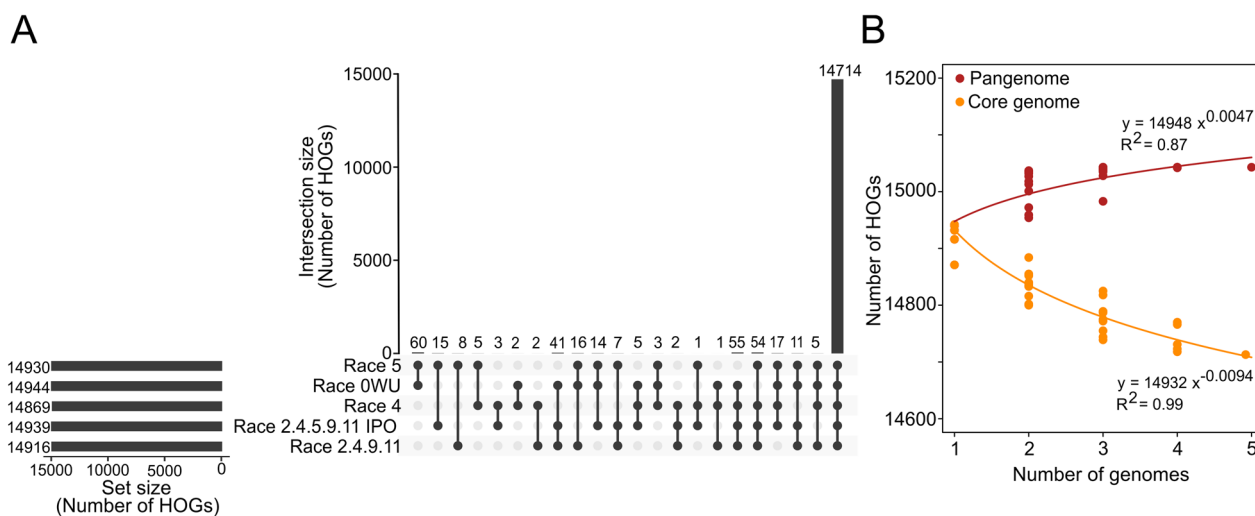 A
B
15000
10000
5000
0
Intersection size
(Number of HOGs)
14714
60 15 8 5 3 2 2 41 16 14 7 5 3 2 1 1 55 54 17 11 5
14930 Race 5
14944 Race 0WU
14869 Race 4
14939 Race 2.4.5.9.11 IPO
14916 Race 2.4.9.11
15000 10000 5000 0
Set size
(Number of HOGs)
15200
15000
14800
14600
Number of HOGs
Pangenome
Core genome
y = 14948 x^0.0047
R^2 = 0.87
y = 14932 x^-0.0094
R^2 = 0.99
1 2 3 4 5
Number of genomes